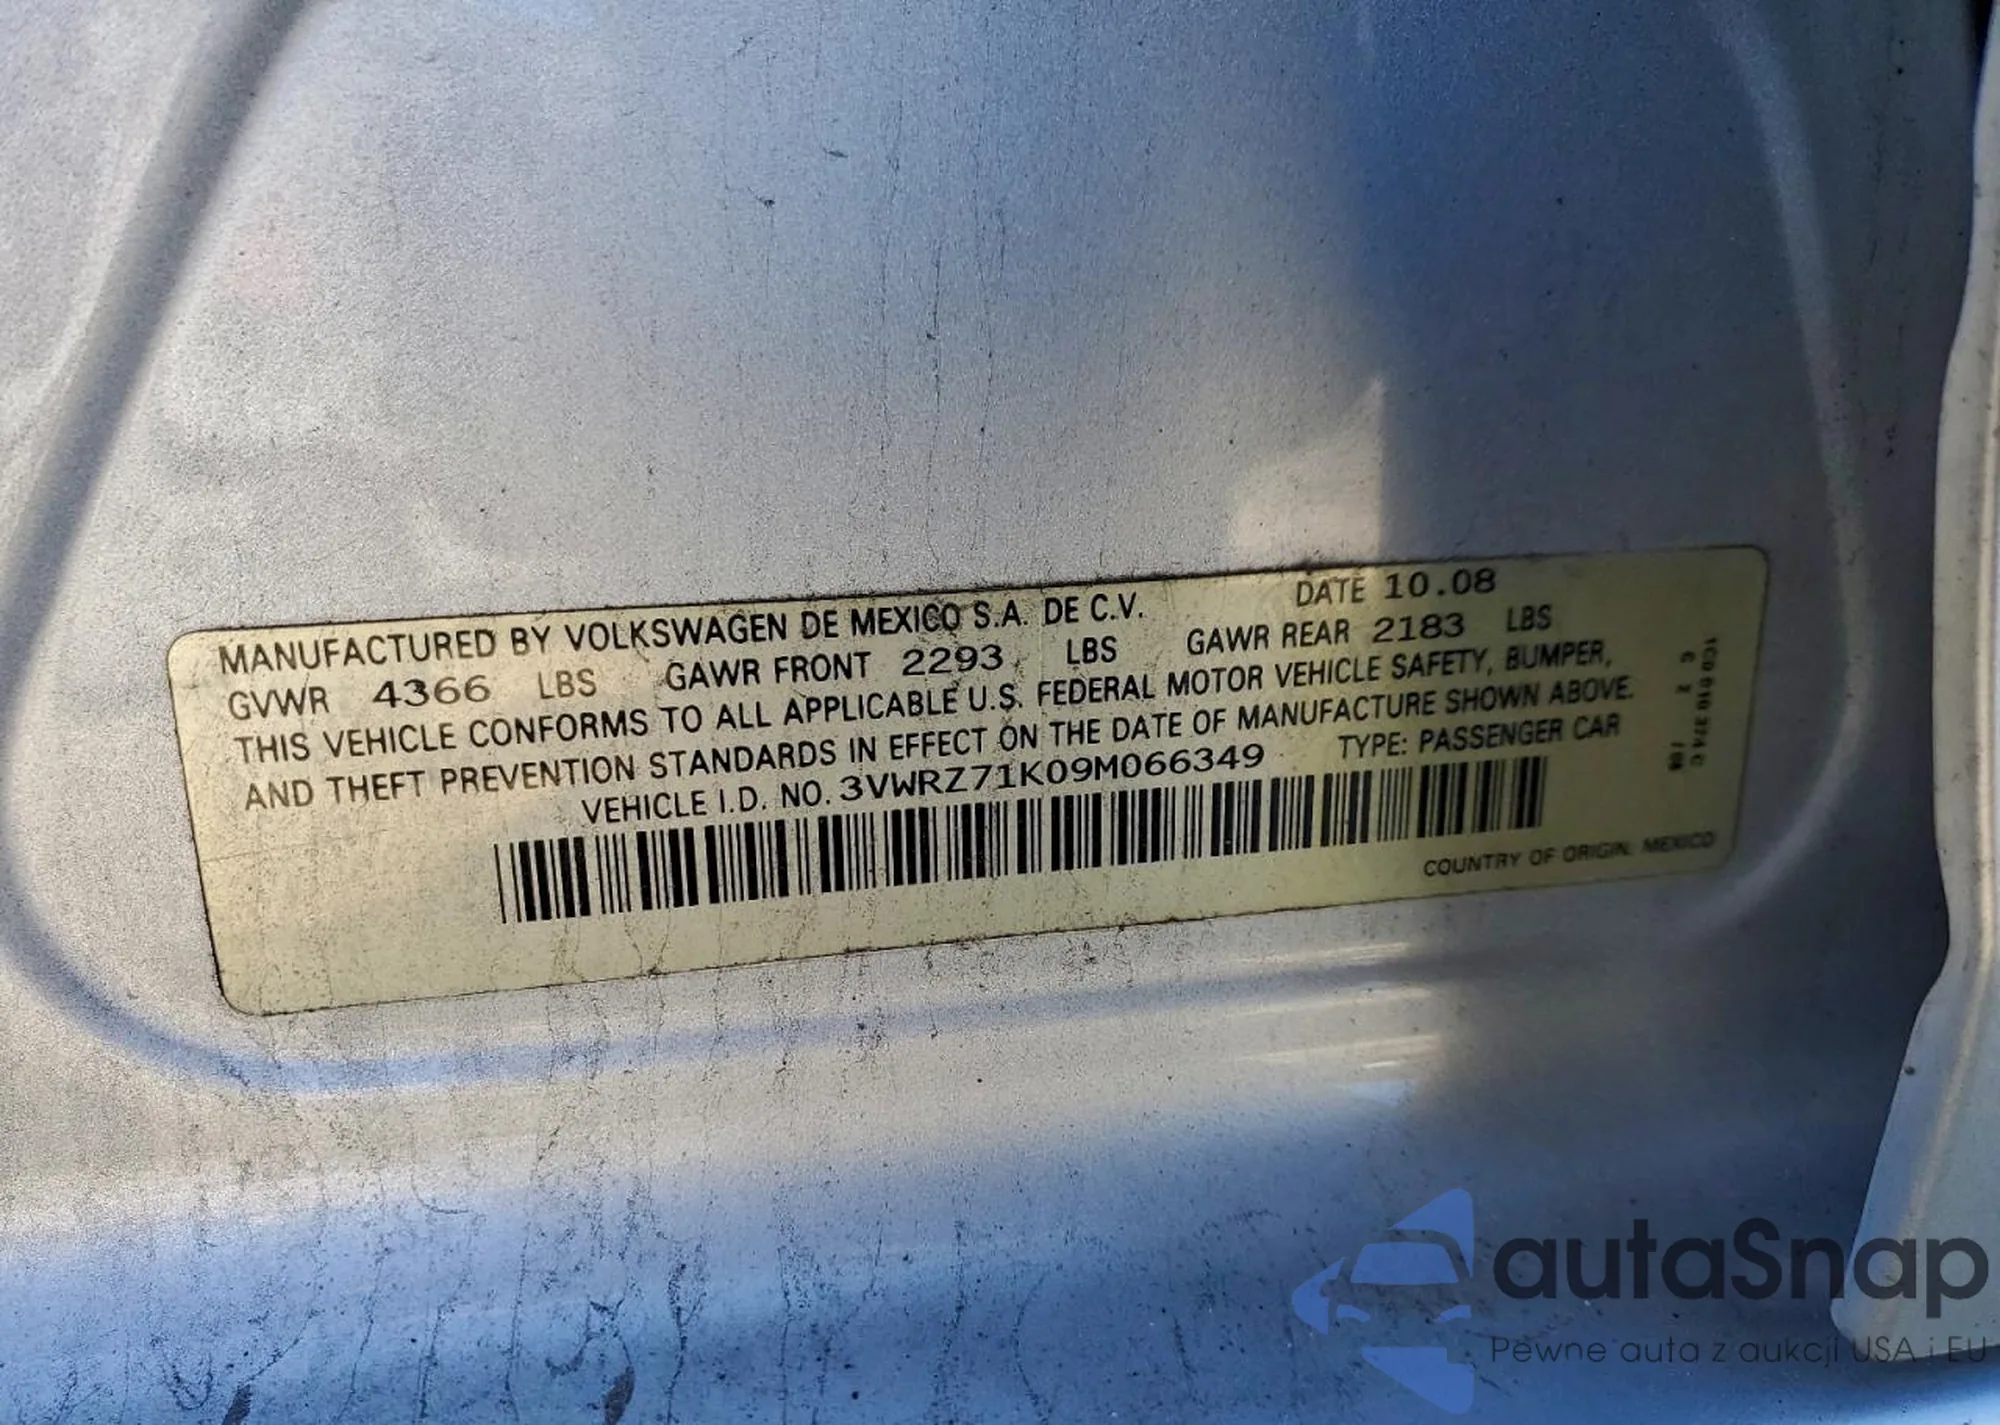 MANUFACTURED BY VOLKSWAGEN DE MEXICO S.A. DE C.V. DATE 10.08
GVWR 4366 LBS GAWR FRONT 2293 LBS GAWR REAR 2183 LBS
THIS VEHICLE CONFORMS TO ALL APPLICABLE U.S. FEDERAL MOTOR VEHICLE SAFETY, BUMPER,
AND THEFT PREVENTION STANDARDS IN EFFECT ON THE DATE OF MANUFACTURE SHOWN ABOVE.
VEHICLE I.D. NO. 3VWRZ71K09M066349 TYPE: PASSENGER CAR
COUNTRY OF ORIGIN: MEXICO
autaSnap
Pewne auta z aukcji USA i EU